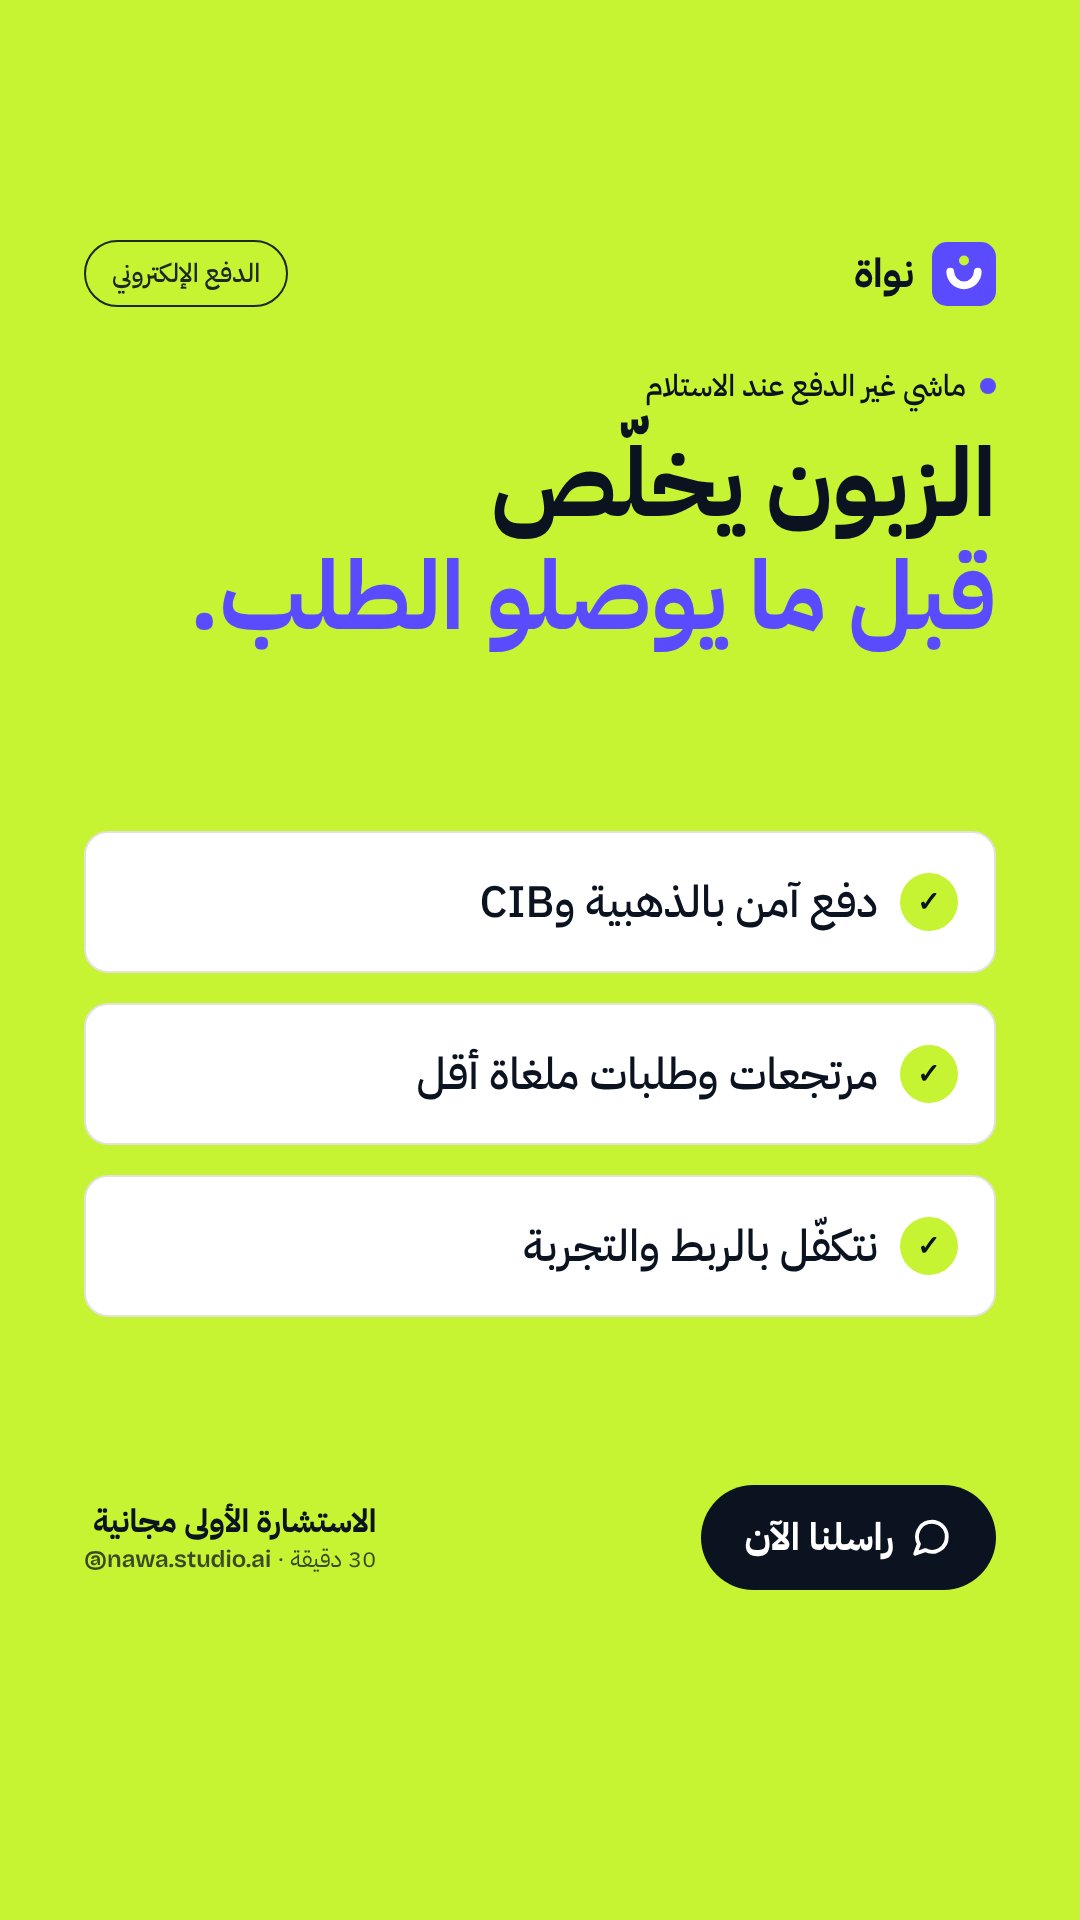 نواة
الدفع الإلكتروني
ماشي غير الدفع عند الاستلام
الزبون يخلّص
قبل ما يوصلو الطلب.
✓ دفع آمن بالذهبية وCIB
✓ مرتجعات وطلبات ملغاة أقل
✓ نتكفّل بالربط والتجربة
راسلنا الآن
الاستشارة الأولى مجانية
30 دقيقة · @nawa.studio.ai